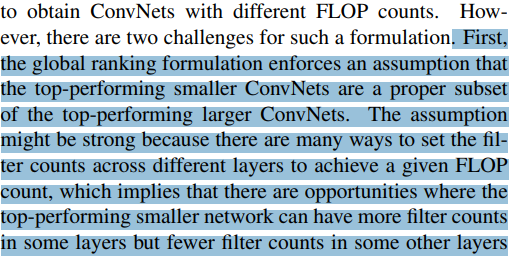 to obtain ConvNets with different FLOP counts. How-
ever, there are two challenges for such a formulation. First,
the global ranking formulation enforces an assumption that
the top-performing smaller ConvNets are a proper subset
of the top-performing larger ConvNets. The assumption
might be strong because there are many ways to set the fil-
ter counts across different layers to achieve a given FLOP
count, which implies that there are opportunities where the
top-performing smaller network can have more filter counts
in some layers but fewer filter counts in some other layers